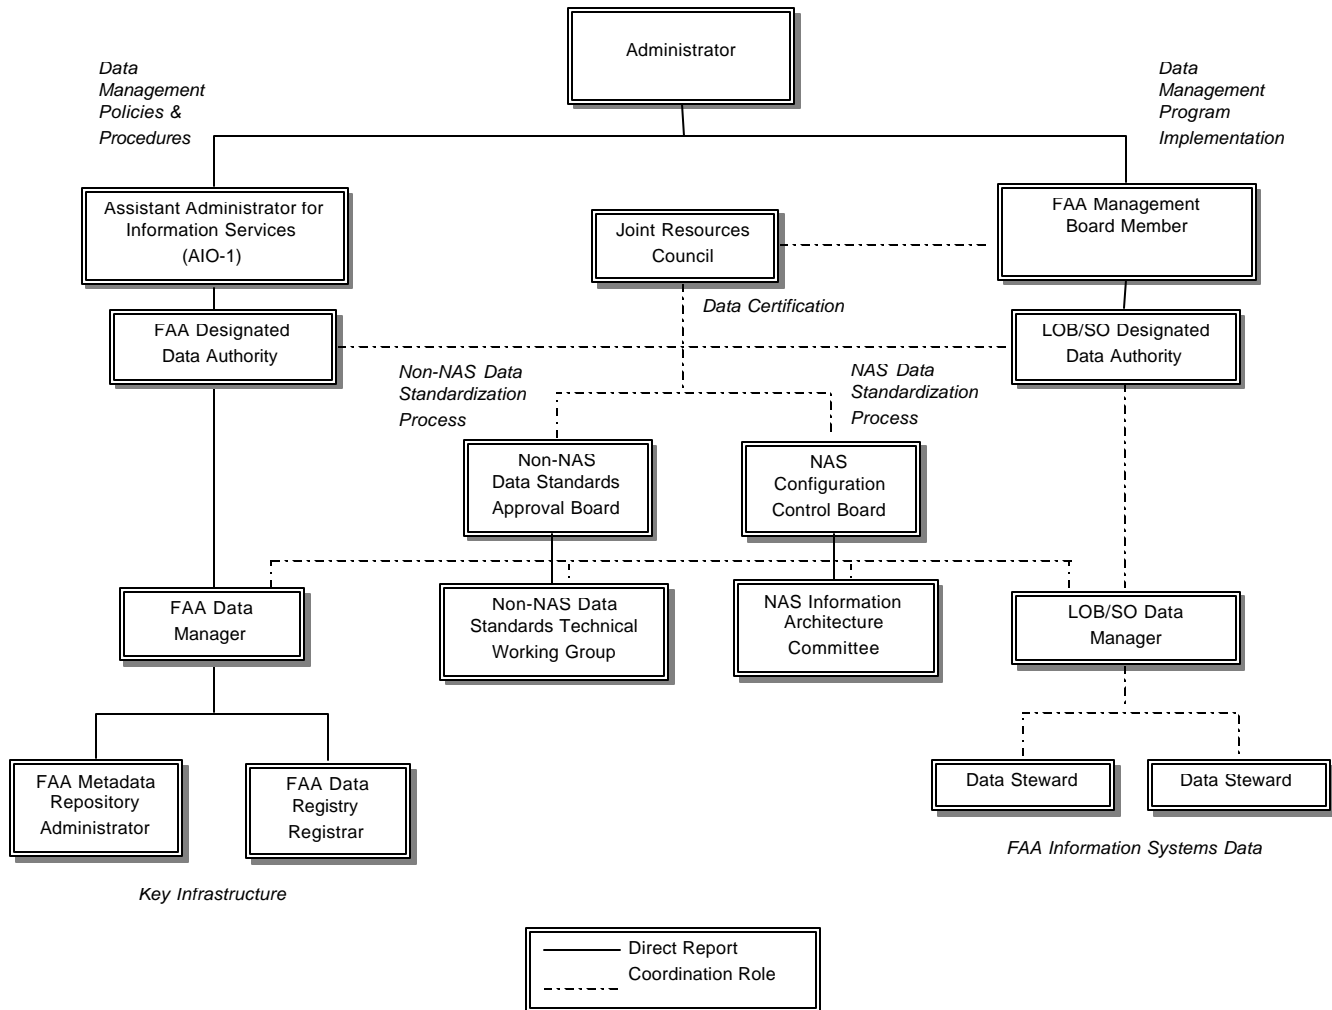 Administrator
Data
Management
Policies &
Procedures
Data
Management
Program
Implementation
Assistant Administrator for
Information Services
(AIO-1)
Joint Resources
Council
FAA Management
Board Member
Data Certification
FAA Designated
Data Authority
LOB/SO Designated
Data Authority
Non-NAS Data
Standardization
Process
NAS Data
Standardization
Process
Non-NAS
Data Standards
Approval Board
NAS
Configuration
Control Board
FAA Data
Manager
Non-NAS Data
Standards Technical
Working Group
NAS Information
Architecture
Committee
LOB/SO Data
Manager
FAA Metadata
Repository
Administrator
FAA Data
Registry
Registrar
Data Steward
Data Steward
Key Infrastructure
FAA Information Systems Data
Direct Report
Coordination Role